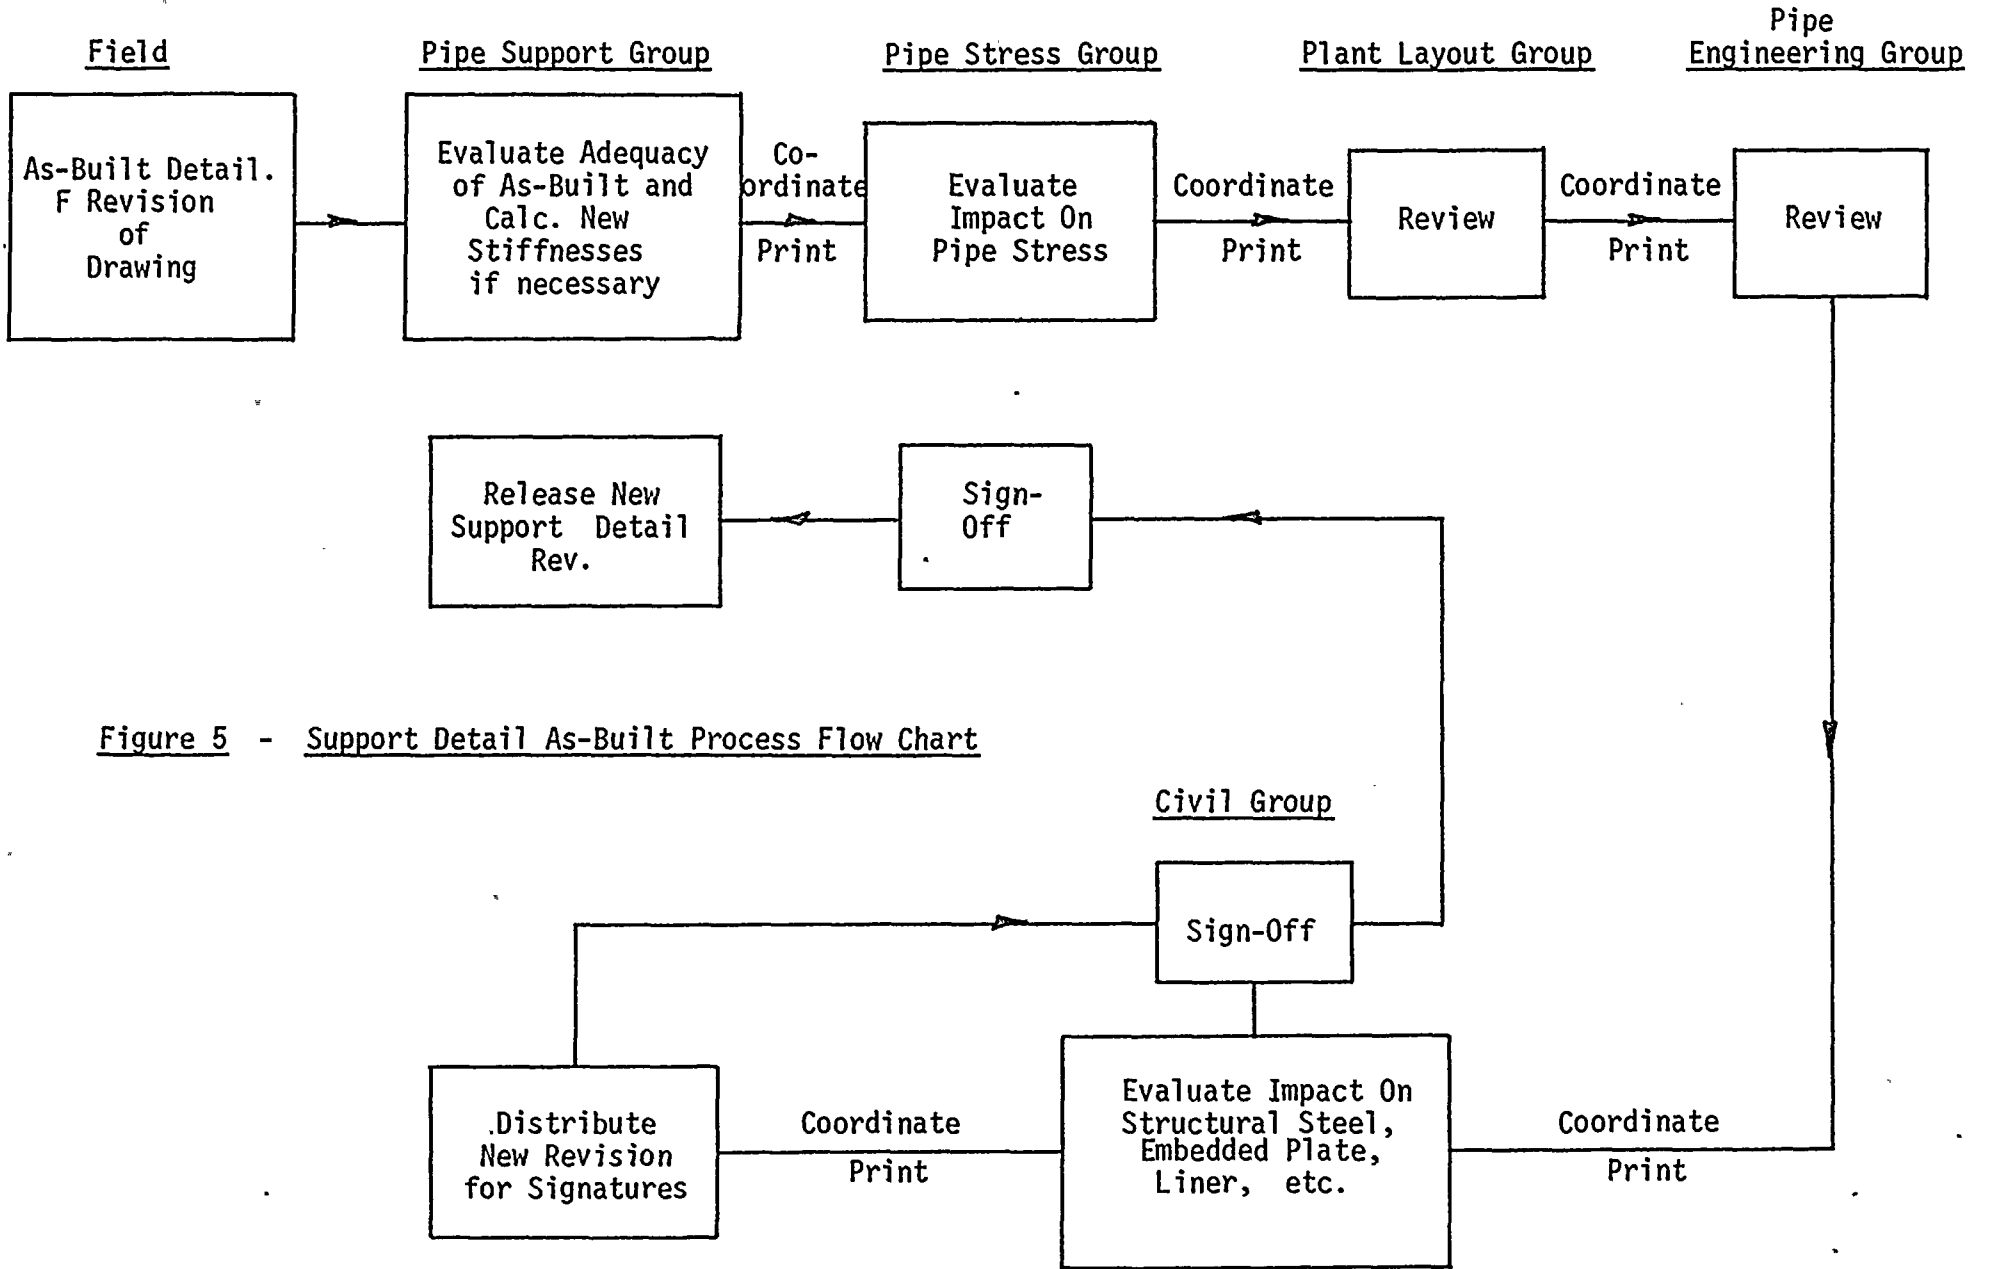 Field
Pipe Support Group
Pipe Stress Group
Plant Layout Group
Pipe
Engineering Group
As-Built Detail.
F Revision
of
Drawing
Evaluate Adequacy
of As-Built and
Calc. New
Stiffnesses
if necessary
Co-
ordinate
Print
Evaluate
Impact On
Pipe Stress
Coordinate
Print
Review
Coordinate
Print
Review
Release New
Support Detail
Rev.
Sign-
Off
Figure 5 - Support Detail As-Built Process Flow Chart
Civil Group
Sign-Off
Distribute
New Revision
for Signatures
Coordinate
Print
Evaluate Impact On
Structural Steel,
Embedded Plate,
Liner, etc.
Coordinate
Print